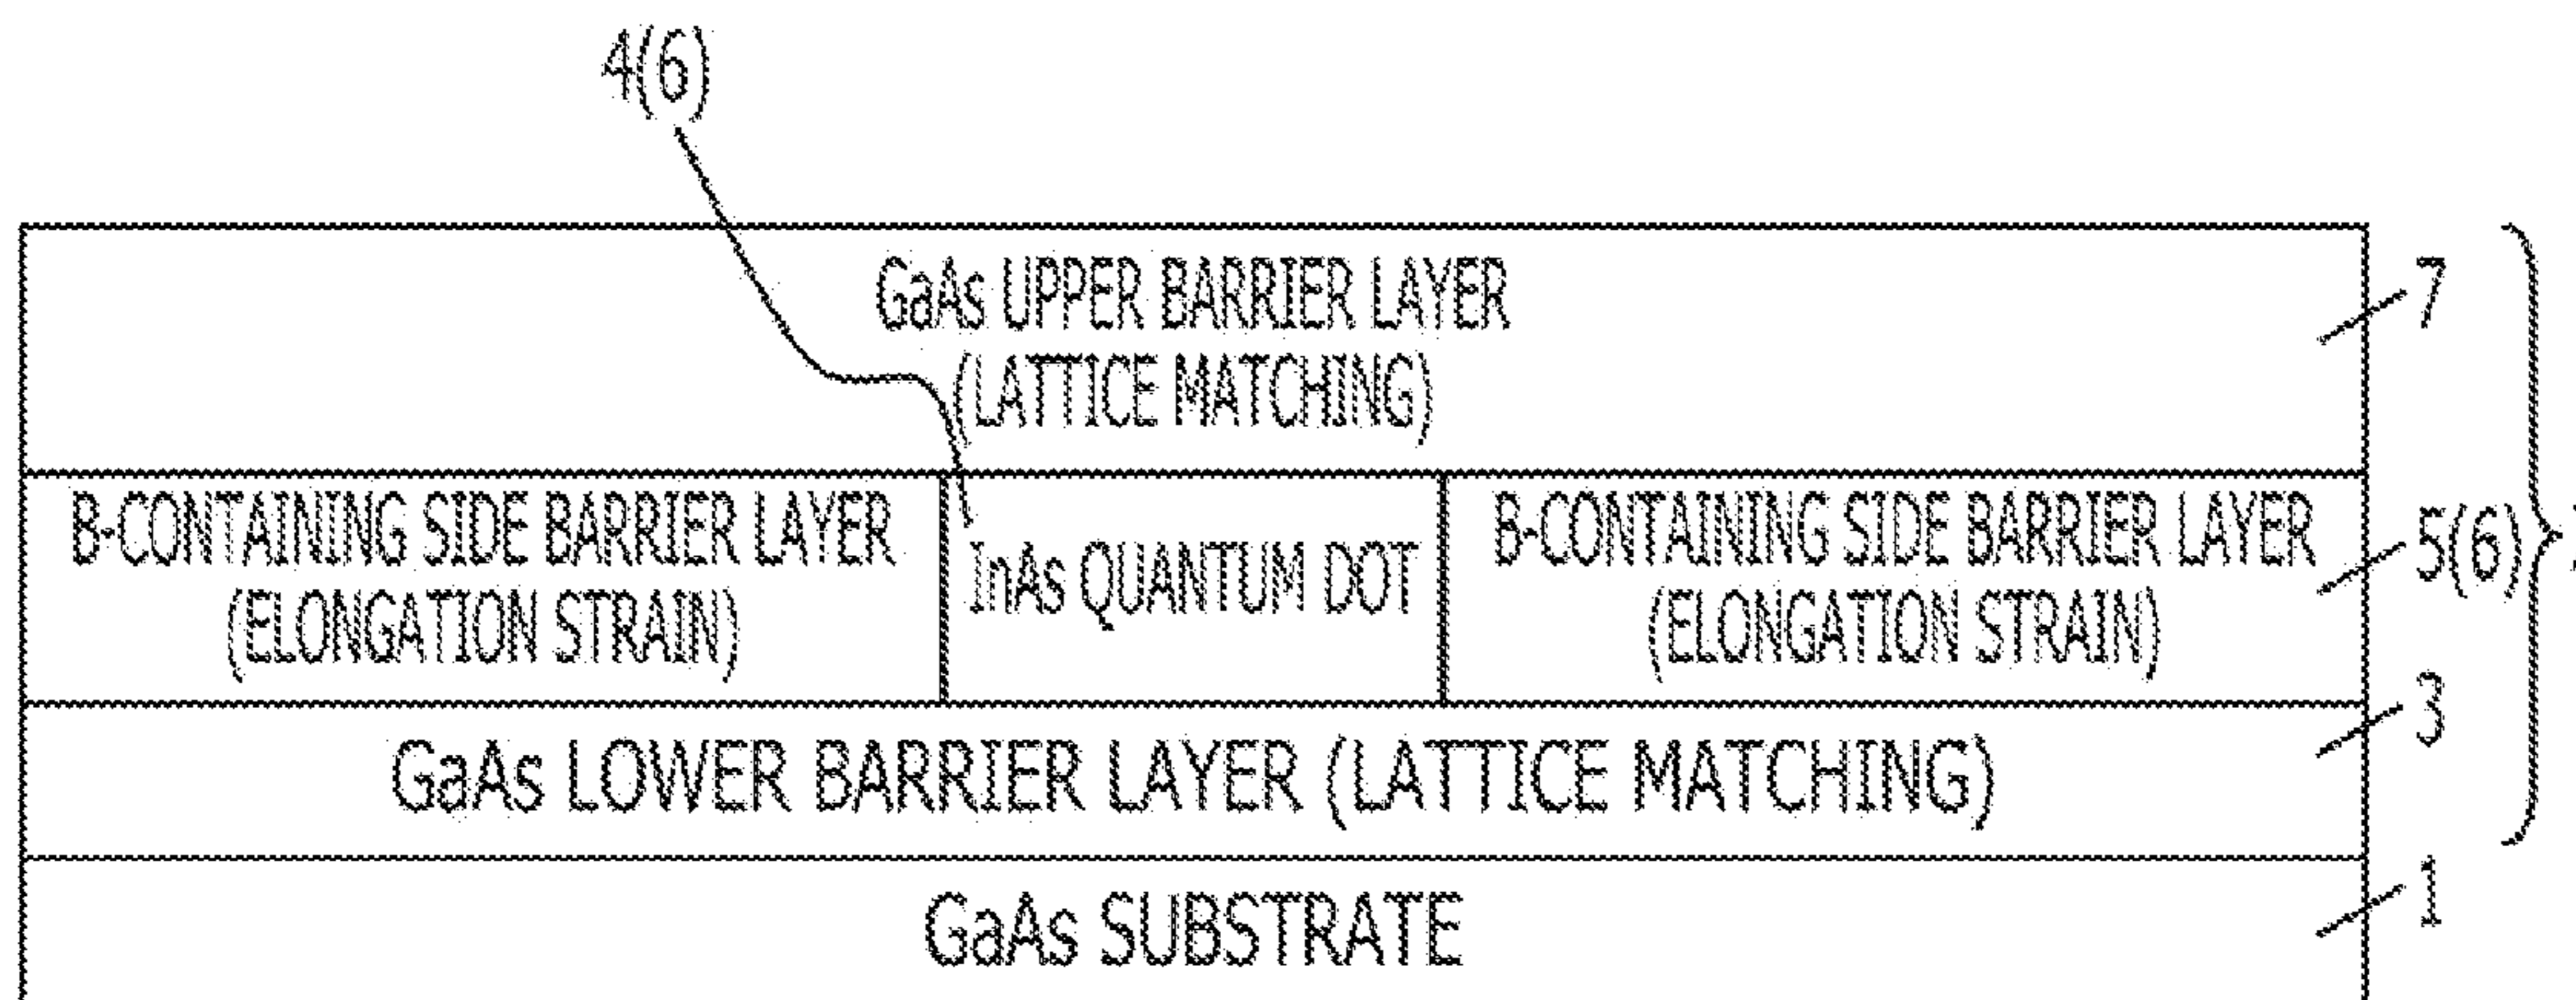 4(6)
GaAs UPPER BARRIER LAYER
(LATTICE MATCHING)
7
B-CONTAINING SIDE BARRIER LAYER
(ELONGATION STRAIN)
InAs QUANTUM DOT
B-CONTAINING SIDE BARRIER LAYER
(ELONGATION STRAIN)
5(6)
GaAs LOWER BARRIER LAYER (LATTICE MATCHING)
3
GaAs SUBSTRATE
1